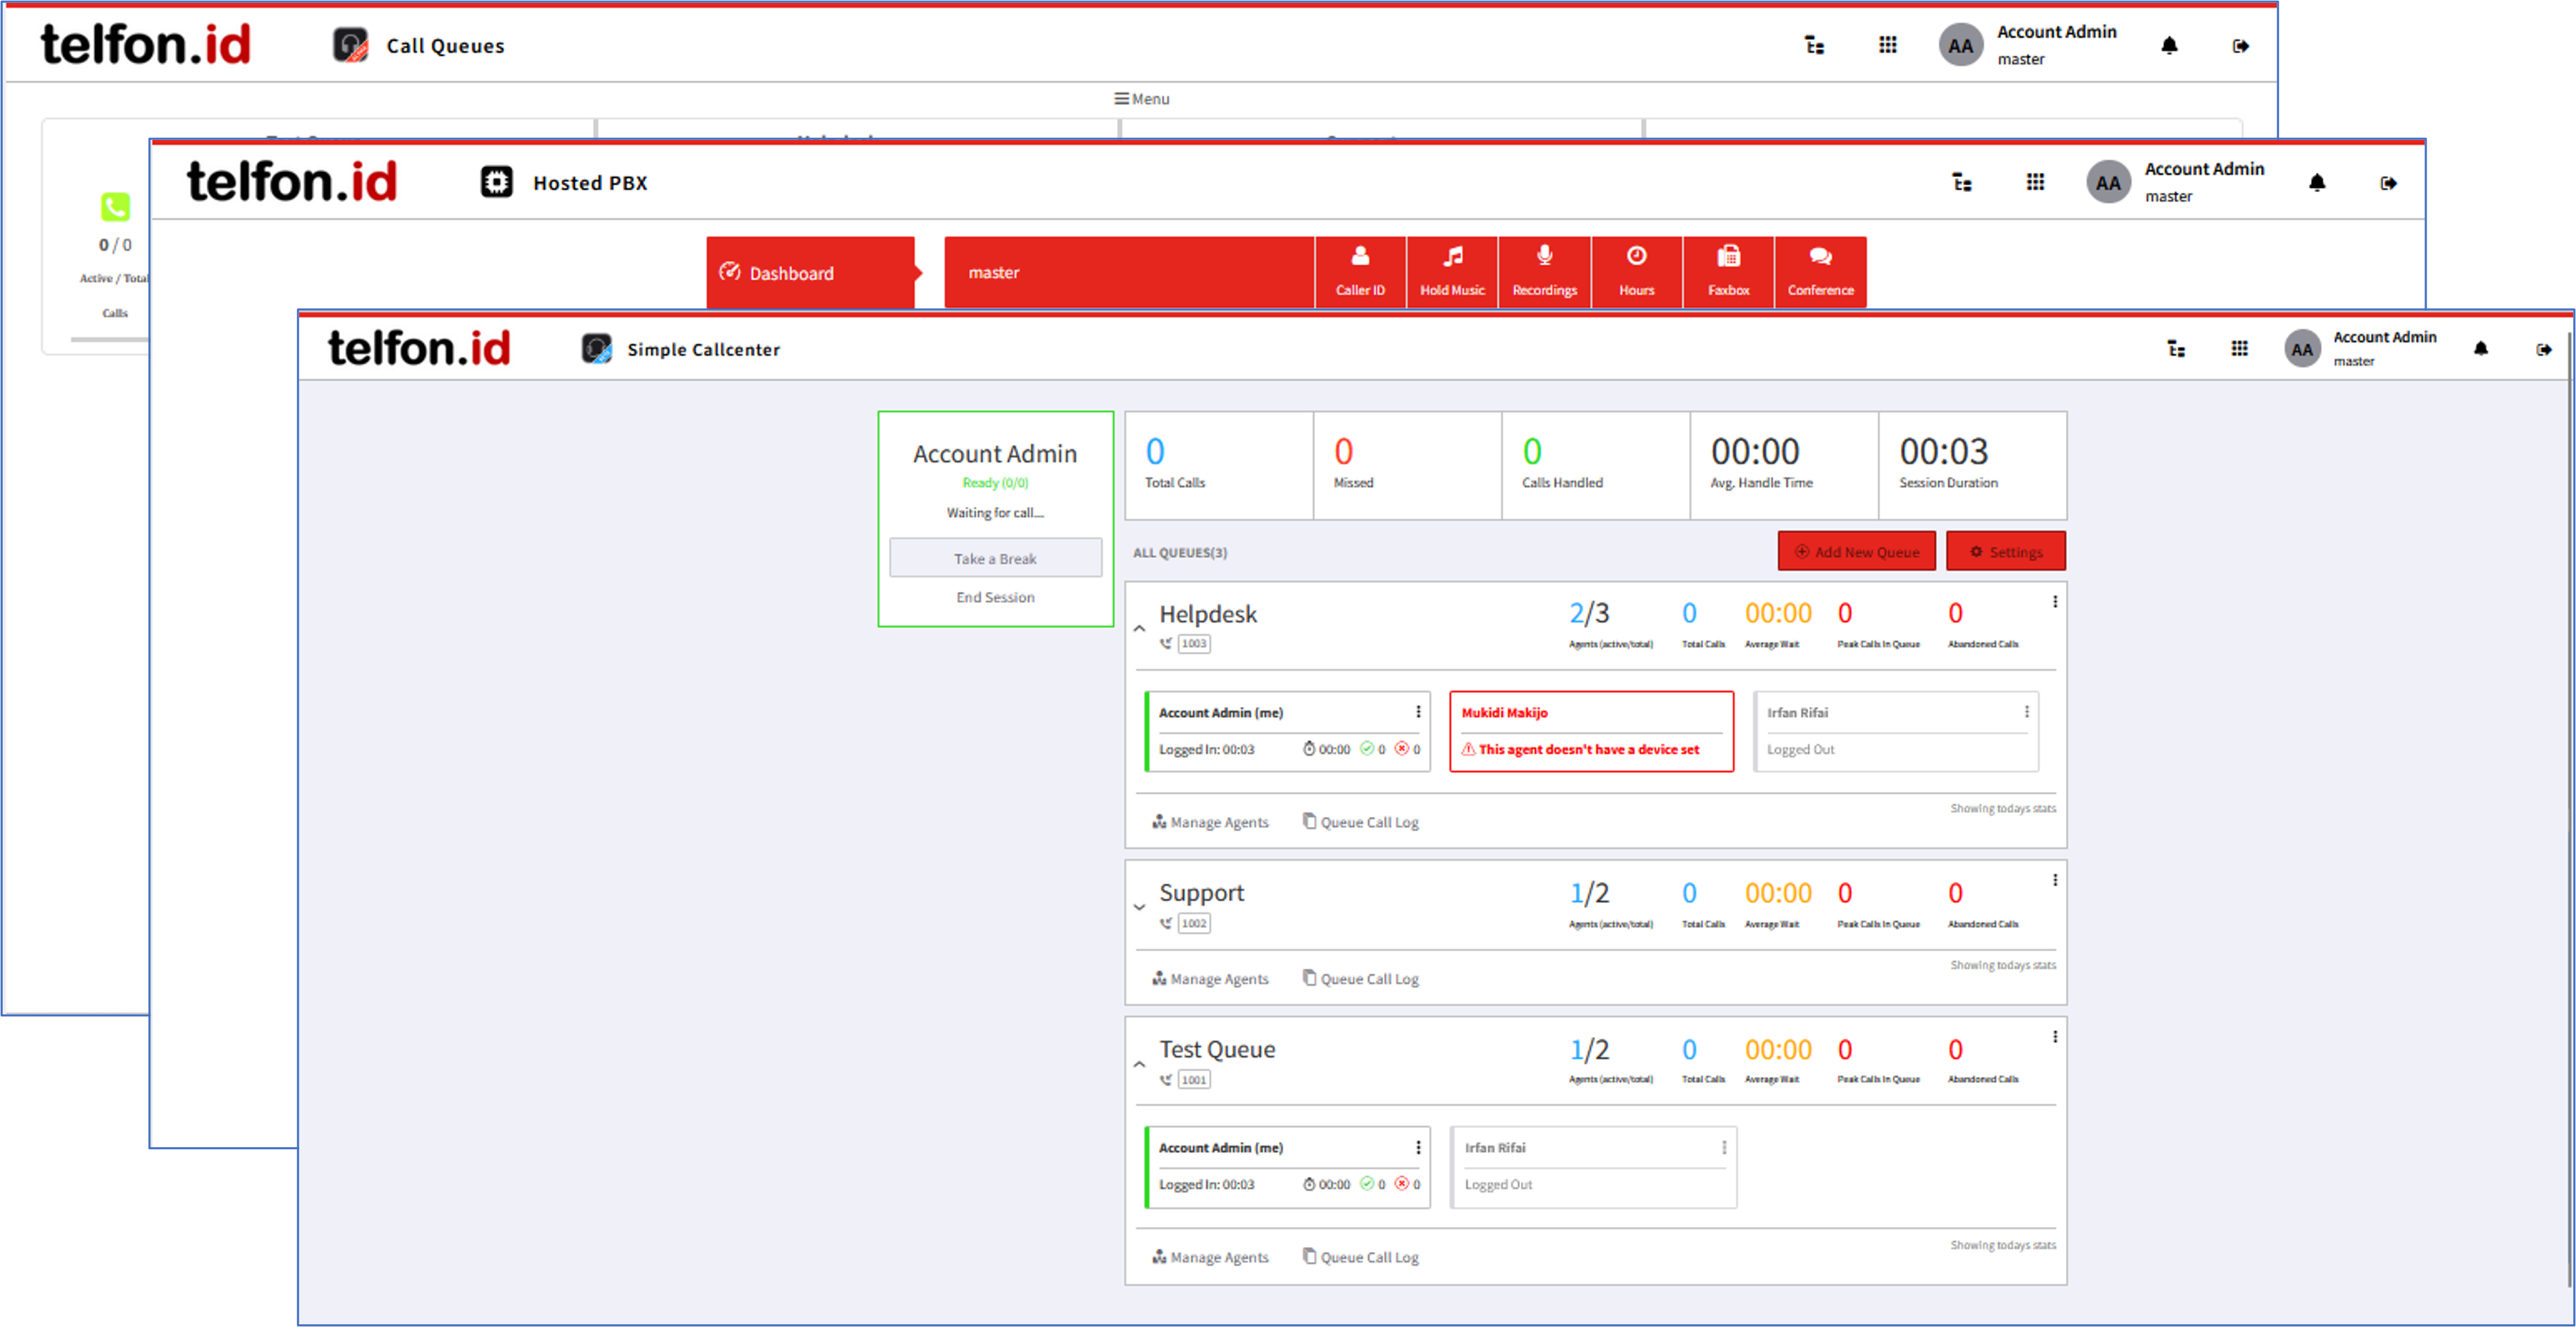 telfon.id
Call Queues
AA
Account Admin
master
Menu
0 / 0
Active / Total
Calls
telfon.id
Hosted PBX
AA
Account Admin
master
Dashboard
master
Caller ID
Hold Music
Recordings
Hours
Faxbox
Conference
telfon.id
Simple Callcenter
AA
Account Admin
master
Account Admin
Ready (0/0)
Waiting for call...
Take a Break
End Session
0
Total Calls
0
Missed
0
Calls Handled
00:00
Avg. Handle Time
00:03
Session Duration
ALL QUEUES(3)
Add New Queue
Settings
Helpdesk
1003
2/3
Agents (active/total)
0
Total Calls
00:00
Average Wait
0
Peak Calls In Queue
0
Abandoned Calls
Account Admin (me)
Logged In: 00:03
00:00
0
0
Mukidi Makijo
This agent doesn't have a device set
Irfan Rifai
Logged Out
Manage Agents
Queue Call Log
Showing todays stats
Support
1002
1/2
Agents (active/total)
0
Total Calls
00:00
Average Wait
0
Peak Calls In Queue
0
Abandoned Calls
Manage Agents
Queue Call Log
Showing todays stats
Test Queue
1001
1/2
Agents (active/total)
0
Total Calls
00:00
Average Wait
0
Peak Calls In Queue
0
Abandoned Calls
Account Admin (me)
Logged In: 00:03
00:00
0
0
Irfan Rifai
Logged Out
Manage Agents
Queue Call Log
Showing todays stats